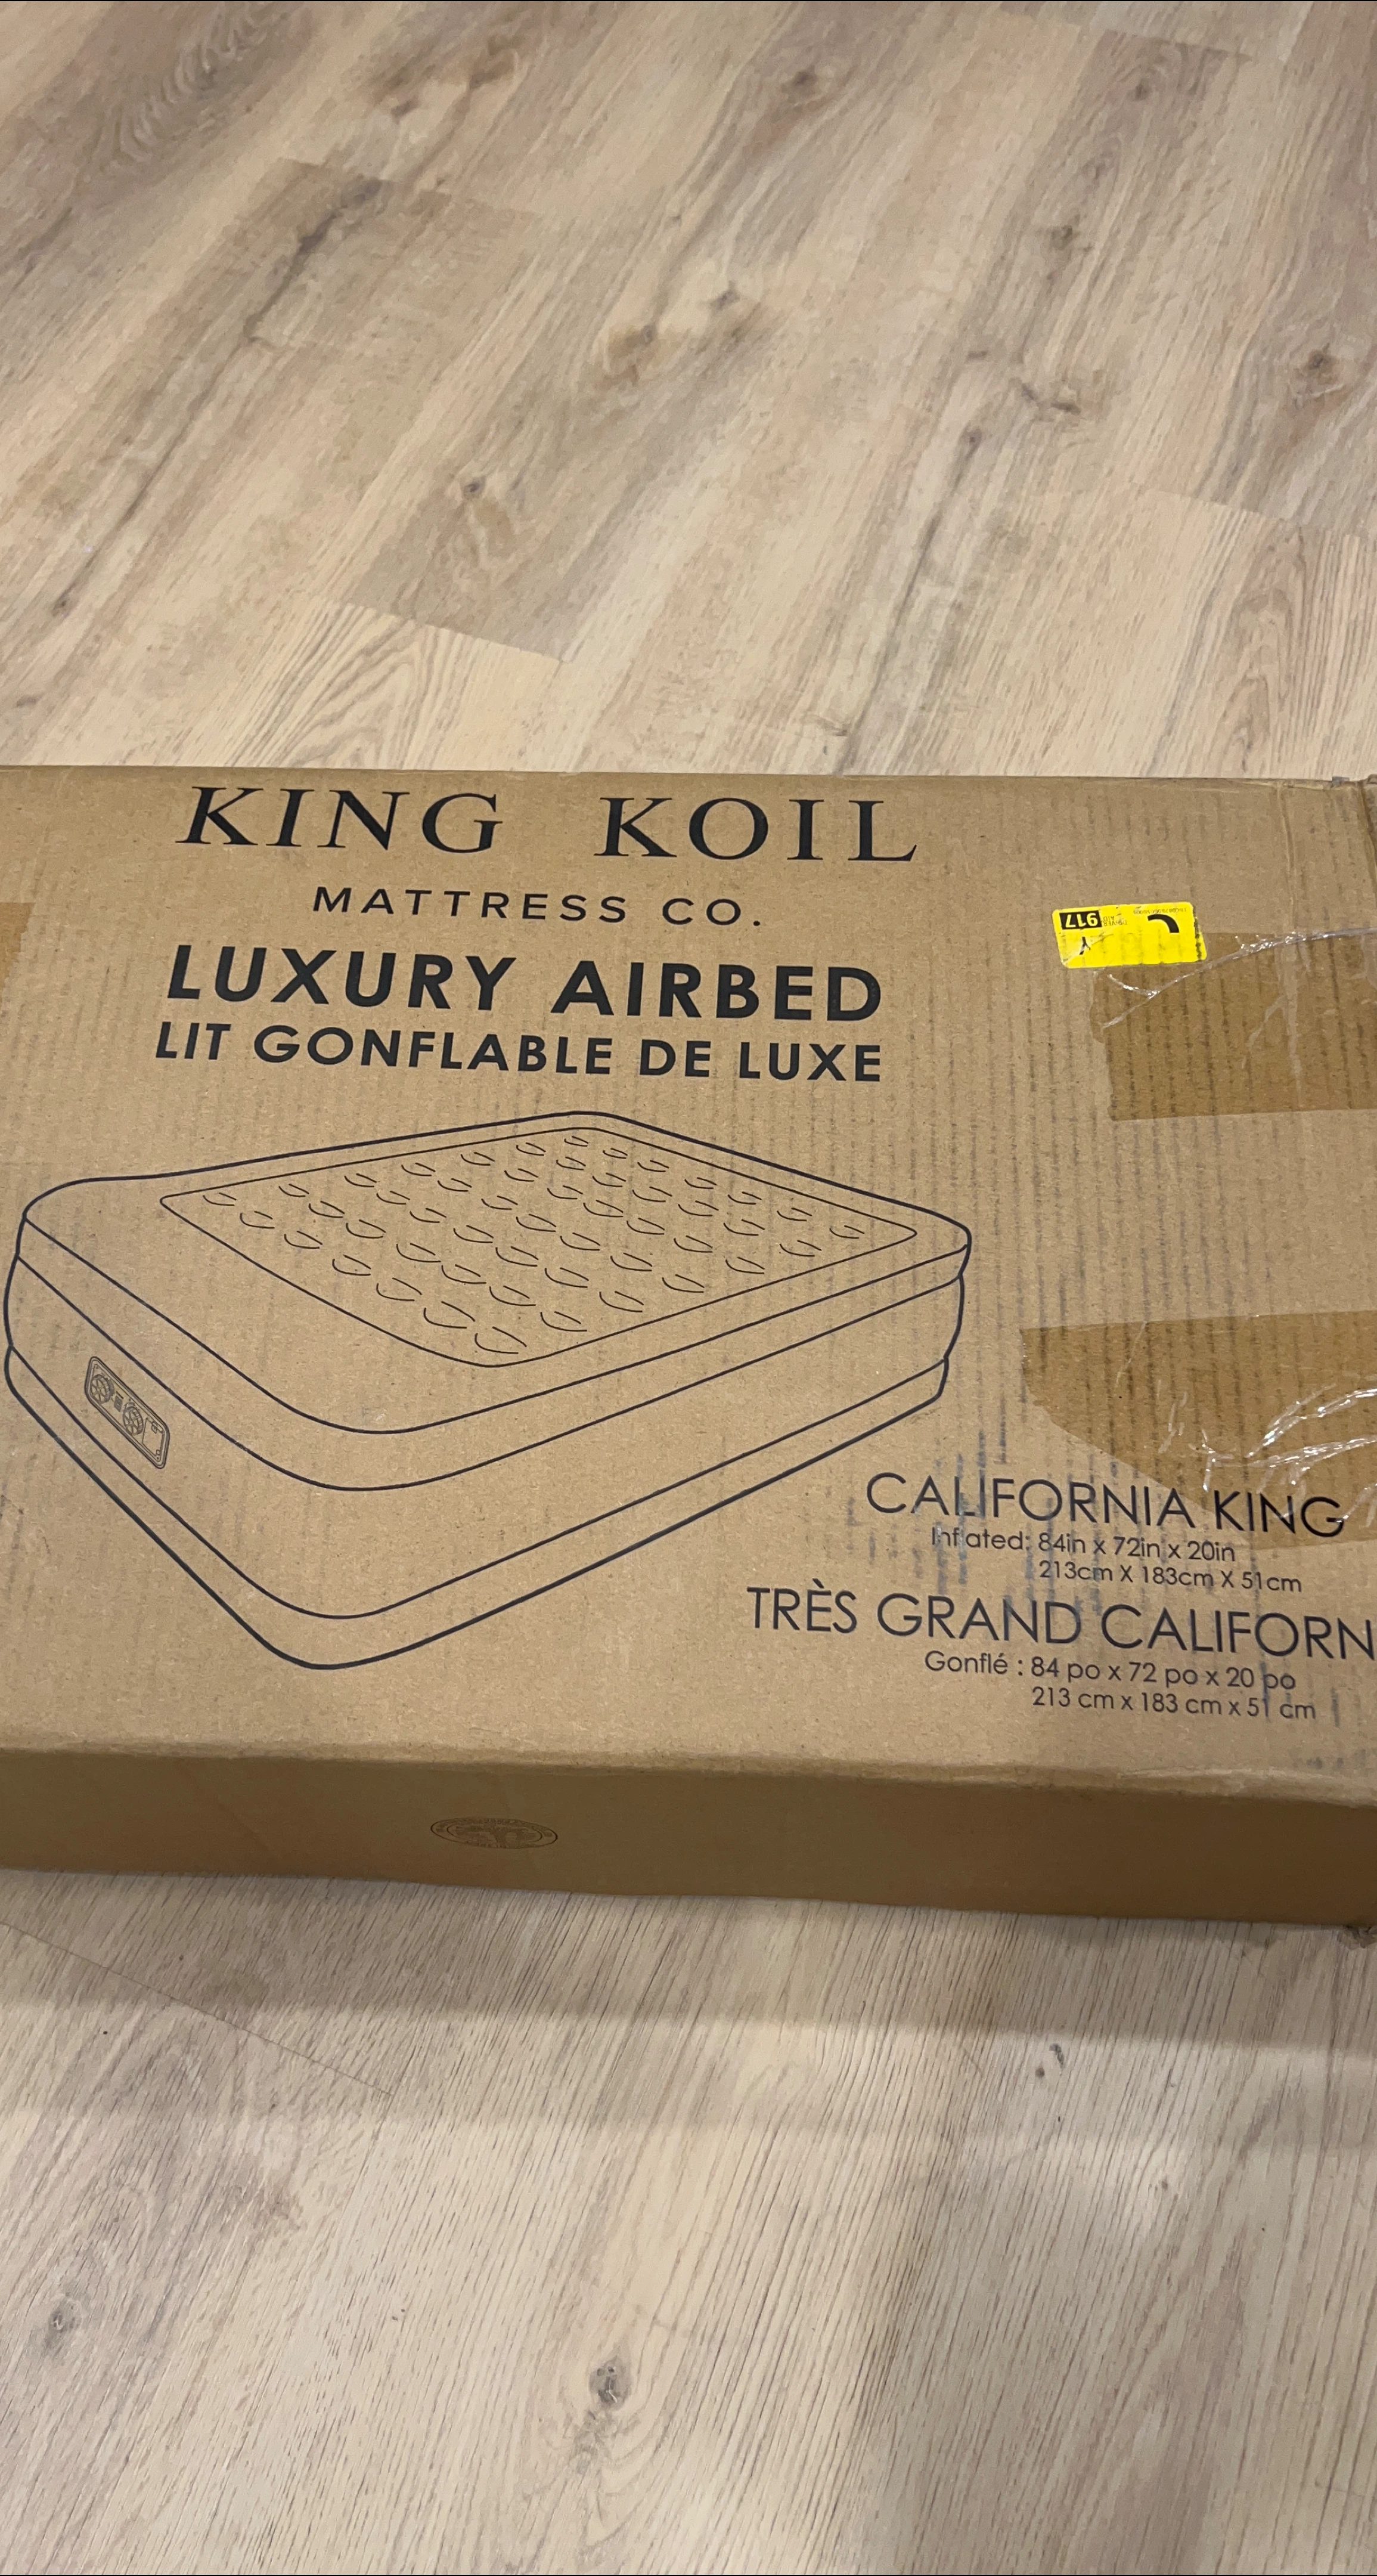 KING KOIL
MATTRESS CO.
LUXURY AIRBED
LIT GONFLABLE DE LUXE
917
CALIFORNIA KING
Inflated: 84in x 72in x 20in
213cm X 183cm X 51cm
TRÈS GRAND CALIFORN
Gonflé : 84 po x 72 po x 20 po
213 cm x 183 cm x 51 cm